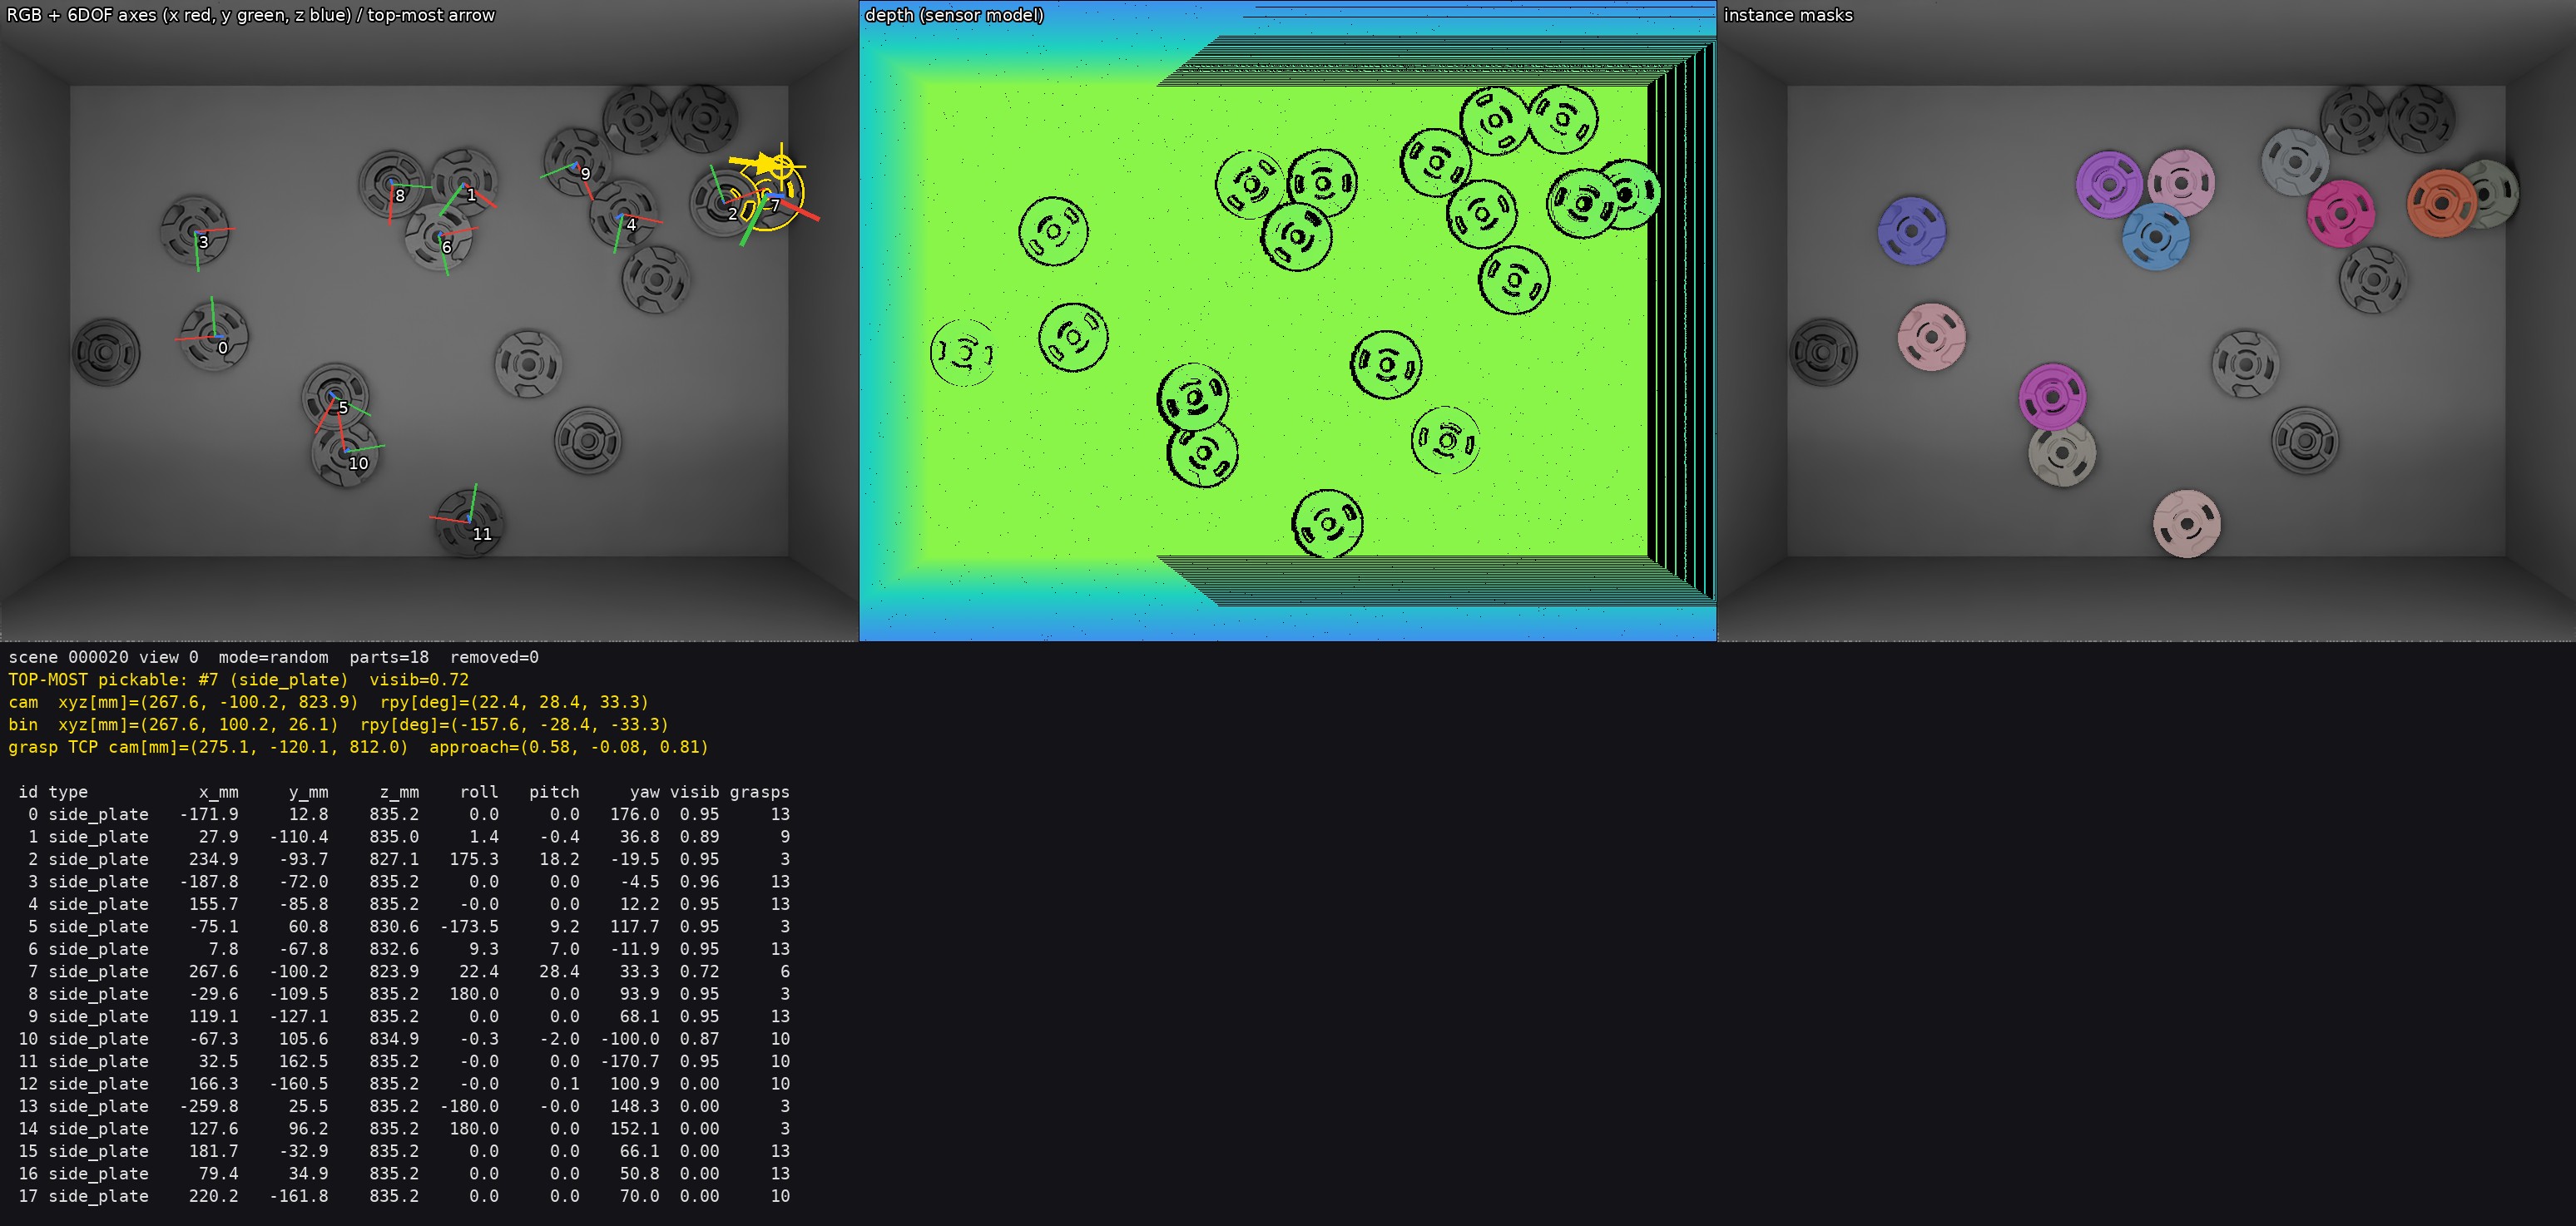 RGB + 6DOF axes (x red, y green, z blue) / top-most arrow
depth (sensor model)
instance masks
9
8
1
2
7
4
3
6
0
5
10
11
scene 000020 view 0  mode=random  parts=18  removed=0
TOP-MOST pickable: #7 (side_plate)  visib=0.72
cam  xyz[mm]=(267.6, -100.2, 823.9)  rpy[deg]=(22.4, 28.4, 33.3)
bin  xyz[mm]=(267.6, 100.2, 26.1)  rpy[deg]=(-157.6, -28.4, -33.3)
grasp TCP cam[mm]=(275.1, -120.1, 812.0)  approach=(0.58, -0.08, 0.81)
id type x_mm y_mm z_mm roll pitch yaw visib grasps
0 side_plate -171.9 12.8 835.2 0.0 0.0 176.0 0.95 13
1 side_plate 27.9 -110.4 835.0 1.4 -0.4 36.8 0.89 9
2 side_plate 234.9 -93.7 827.1 175.3 18.2 -19.5 0.95 3
3 side_plate -187.8 -72.0 835.2 0.0 0.0 -4.5 0.96 13
4 side_plate 155.7 -85.8 835.2 -0.0 0.0 12.2 0.95 13
5 side_plate -75.1 60.8 830.6 -173.5 9.2 117.7 0.95 3
6 side_plate 7.8 -67.8 832.6 9.3 7.0 -11.9 0.95 13
7 side_plate 267.6 -100.2 823.9 22.4 28.4 33.3 0.72 6
8 side_plate -29.6 -109.5 835.2 180.0 0.0 93.9 0.95 3
9 side_plate 119.1 -127.1 835.2 0.0 0.0 68.1 0.95 13
10 side_plate -67.3 105.6 834.9 -0.3 -2.0 -100.0 0.87 10
11 side_plate 32.5 162.5 835.2 -0.0 0.0 -170.7 0.95 10
12 side_plate 166.3 -160.5 835.2 -0.0 0.1 100.9 0.00 10
13 side_plate -259.8 25.5 835.2 -180.0 -0.0 148.3 0.00 3
14 side_plate 127.6 96.2 835.2 180.0 0.0 152.1 0.00 3
15 side_plate 181.7 -32.9 835.2 0.0 0.0 66.1 0.00 13
16 side_plate 79.4 34.9 835.2 0.0 0.0 50.8 0.00 13
17 side_plate 220.2 -161.8 835.2 0.0 0.0 70.0 0.00 10